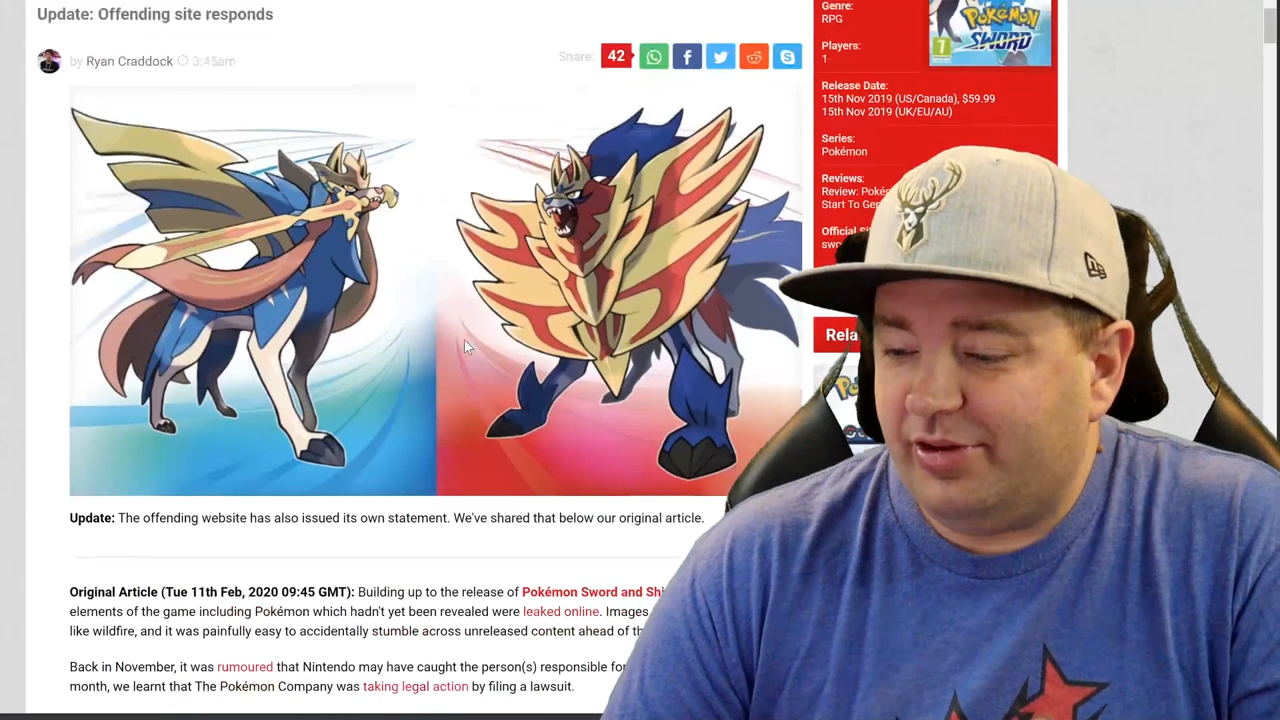 Update: Offending site responds
by Ryan Craddock 3:45am
Share: 42
Update: The offending website has also issued its own statement. We've shared that below our original article.
Original Article (Tue 11th Feb, 2020 09:45 GMT): Building up to the release of Pokémon Sword and Shi
elements of the game including Pokémon which hadn't yet been revealed were leaked online. Images
like wildfire, and it was painfully easy to accidentally stumble across unreleased content ahead of th
Back in November, it was rumoured that Nintendo may have caught the person(s) responsible for
month, we learnt that The Pokémon Company was taking legal action by filing a lawsuit.
Genre:
RPG
Players:
1
Release Date:
15th Nov 2019 (US/Canada), $59.99
15th Nov 2019 (UK/EU/AU)
Series:
Pokémon
Reviews:
Review: Poké
Start To Ge
Official Si
swo
Rela
POKéMON
SWORD
7